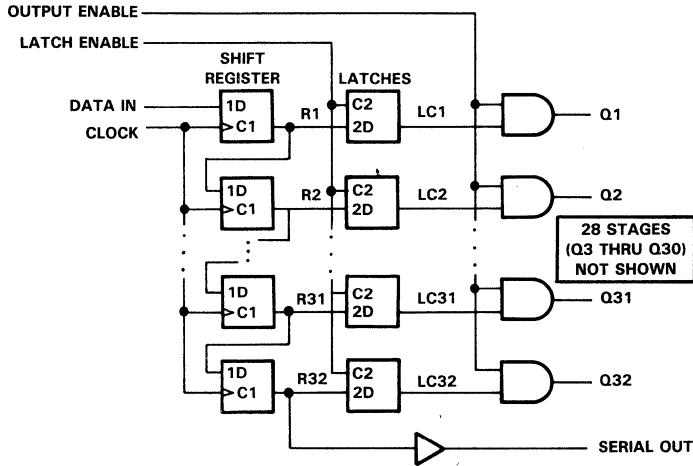 OUTPUT ENABLE
LATCH ENABLE
SHIFT
REGISTER
LATCHES
DATA IN
CLOCK
1D
C1
R1
C2
2D
LC1
Q1
1D
C1
R2
C2
2D
LC2
Q2
28 STAGES
(Q3 THRU Q30)
NOT SHOWN
1D
C1
R31
C2
2D
LC31
Q31
1D
C1
R32
C2
2D
LC32
Q32
SERIAL OUT